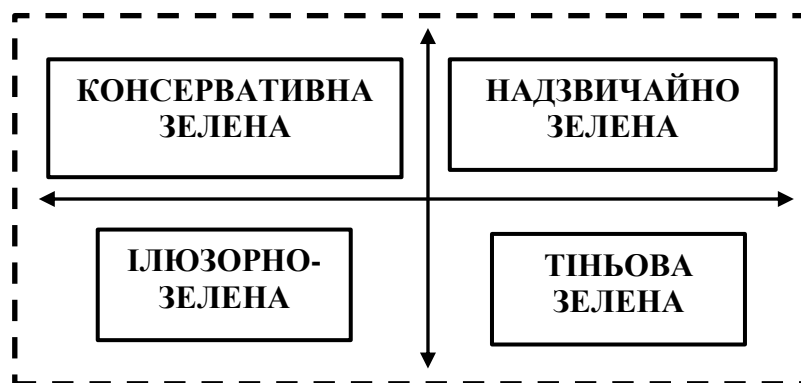 КОНСЕРВАТИВНА
ЗЕЛЕНА
НАДЗВИЧАЙНО
ЗЕЛЕНА
ІЛЮЗОРНО-
ЗЕЛЕНА
ТІНЬОВА
ЗЕЛЕНА